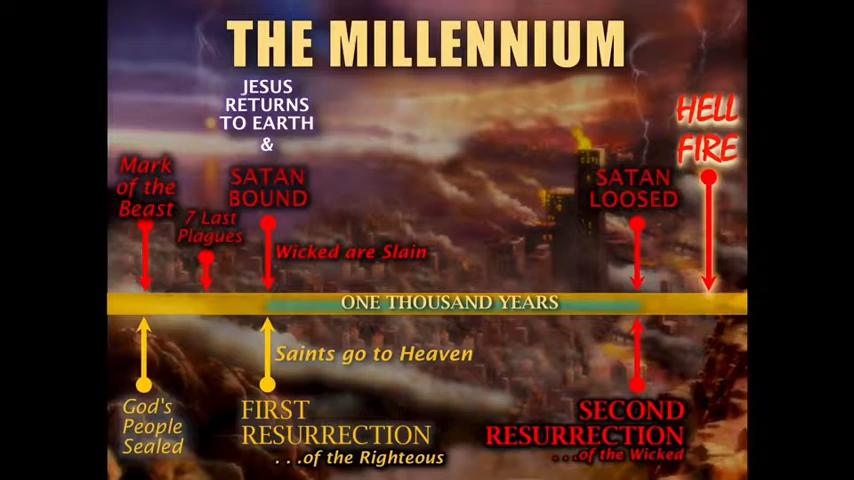 THE MILLENNIUM
JESUS
RETURNS
TO EARTH
&
HELL
FIRE
Mark
of the
Beast
7 Last
Plagues
SATAN
BOUND
SATAN
LOOSED
Wicked are Slain
ONE THOUSAND YEARS
Saints go to Heaven
God's
People
Sealed
FIRST
RESURRECTION
...of the Righteous
SECOND
RESURRECTION
...of the Wicked